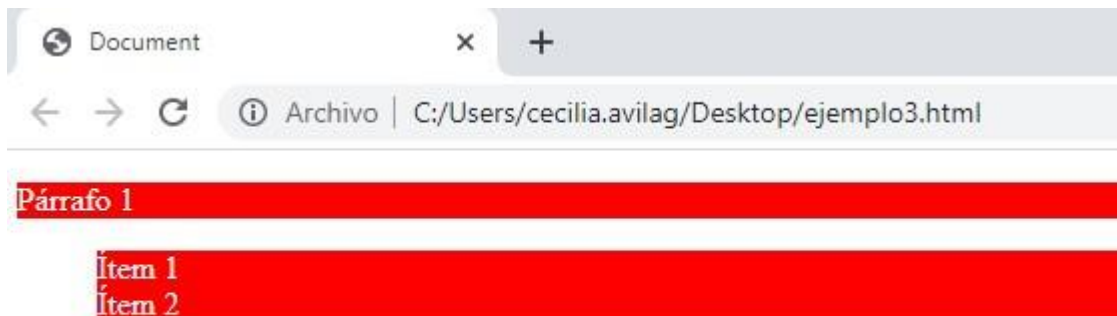 Document
Archivo | C:/Users/cecilia.avilag/Desktop/ejemplo3.html
Párrafo 1
Ítem 1
Ítem 2